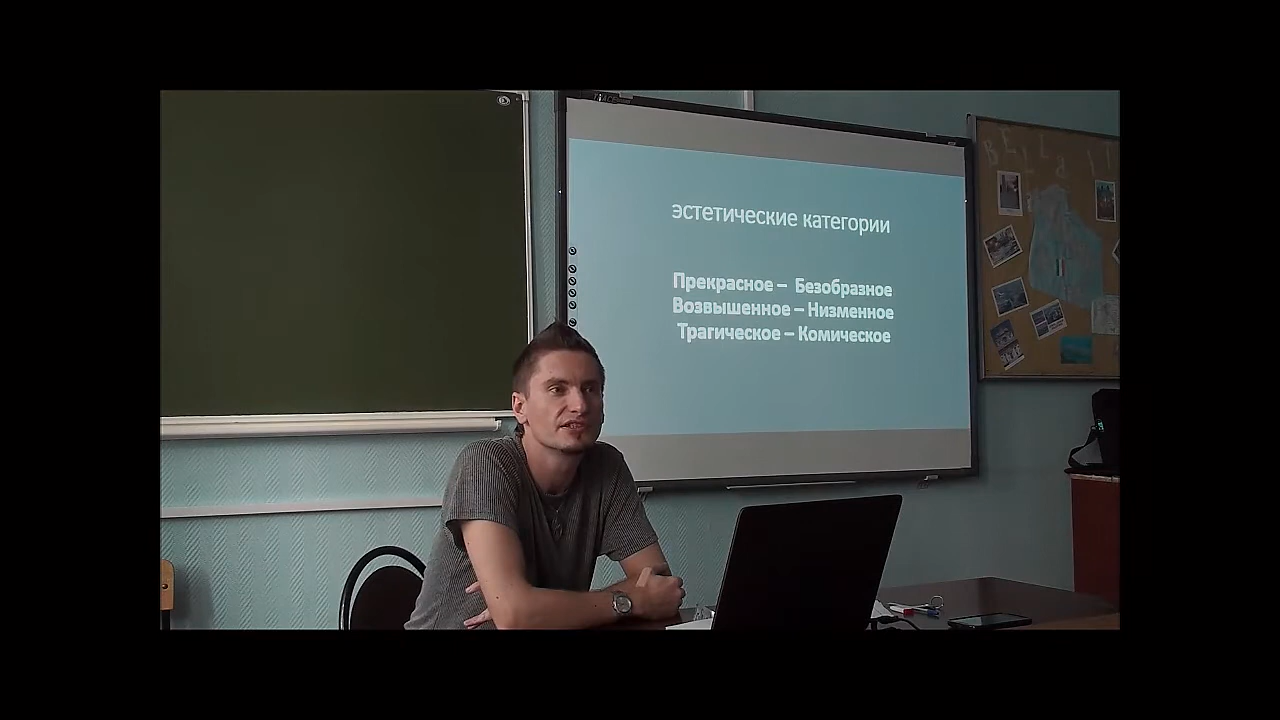 эстетические категории
Прекрасное – Безобразное
Возвышенное – Низменное
Трагическое – Комическое